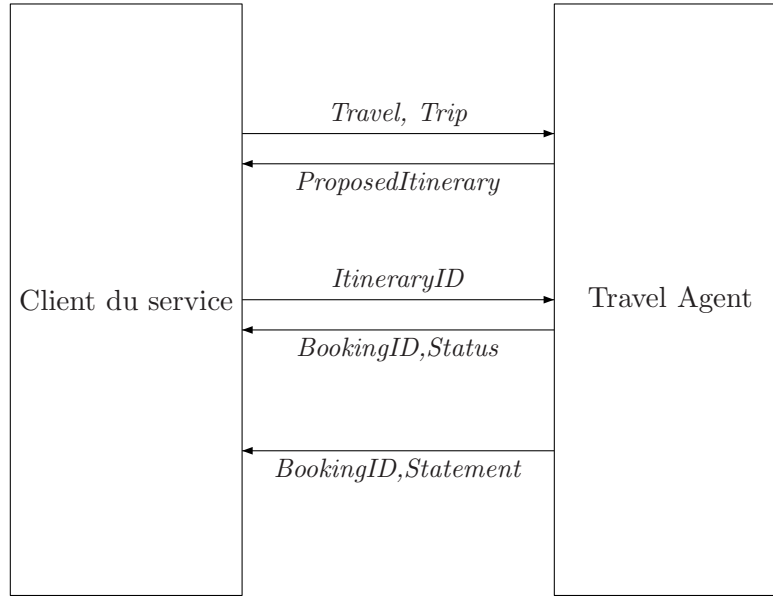 Travel, Trip
ProposedItinerary
Client du service
ItineraryID
Travel Agent
BookingID,Status
BookingID,Statement